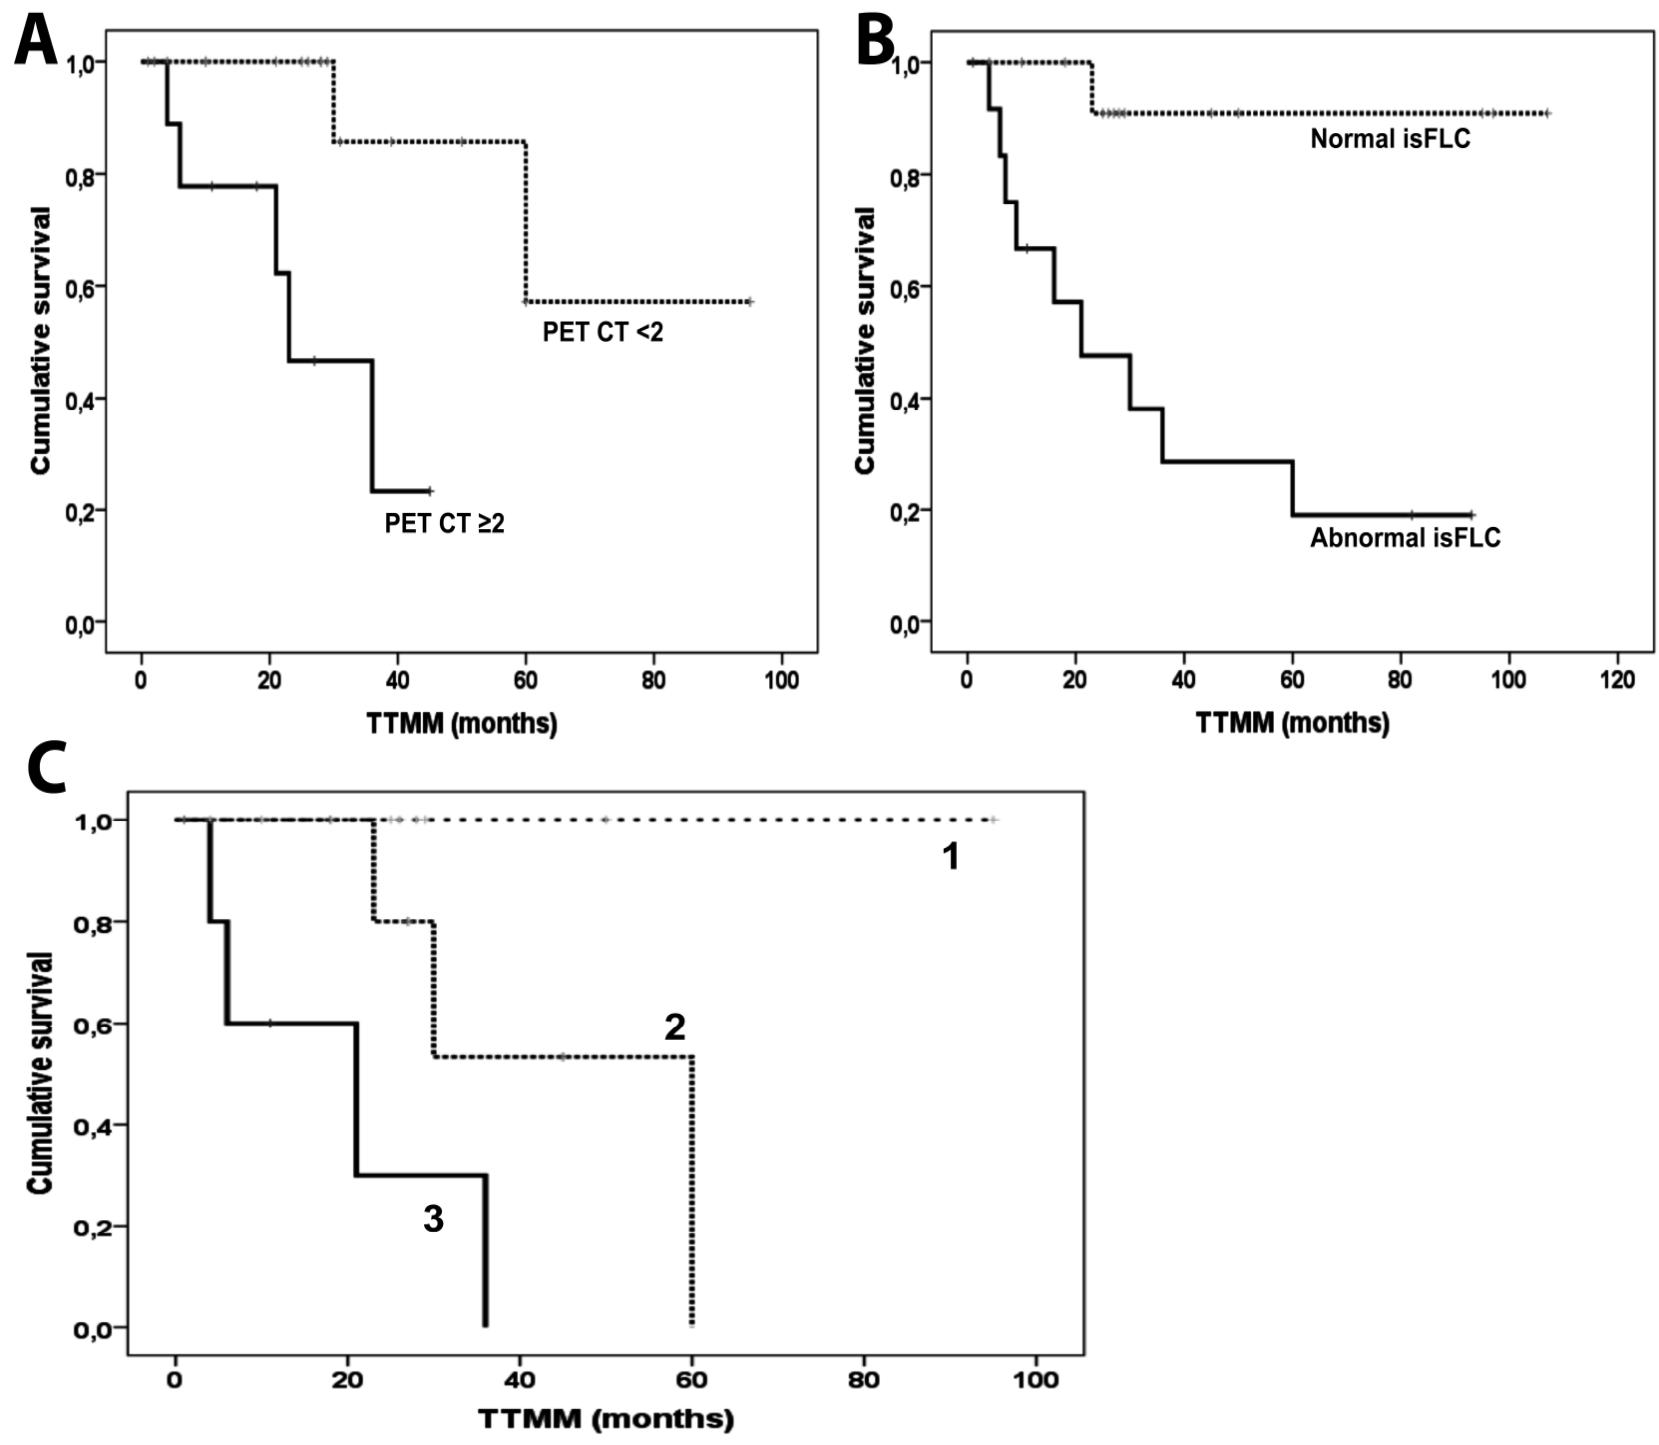 A
B
1,0
0,8
0,6
0,4
0,2
0,0
Cumulative survival
PET CT <2
PET CT ≥2
0 20 40 60 80 100
TTMM (months)
1,0
0,8
0,6
0,4
0,2
0,0
Cumulative survival
Normal isFLC
Abnormal isFLC
0 20 40 60 80 100 120
TTMM (months)
C
1,0
0,8
0,6
0,4
0,2
0,0
Cumulative survival
1
2
3
0 20 40 60 80 100
TTMM (months)